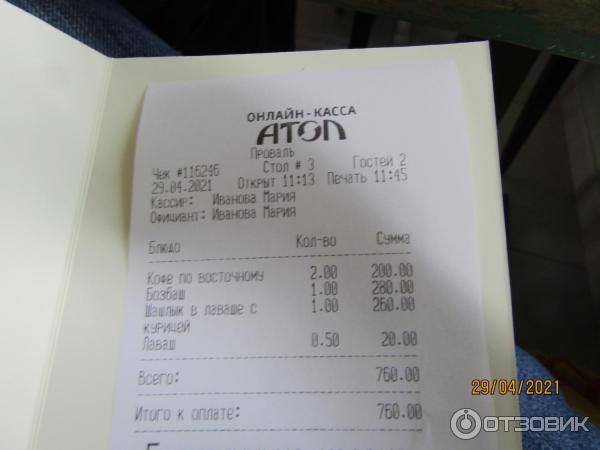 ОНЛАЙН-КАССА
АТОЛ
Проваль
Чек #116246 Стол # 3 Гостей 2
29.04.2021 Открыт 11:13 Печать 11:45
Кассир: Иванова Мария
Официант: Иванова Мария
Блюдо Кол-во Сумма
Кофе по восточному 2.00 200.00
Бозбаш 1.00 280.00
Шашлык в лаваше с 1.00 260.00
курицей
Лаваш 0.50 20.00
Всего: 760.00
Итого к оплате: 760.00
29/04/2021
ОТЗОВИК